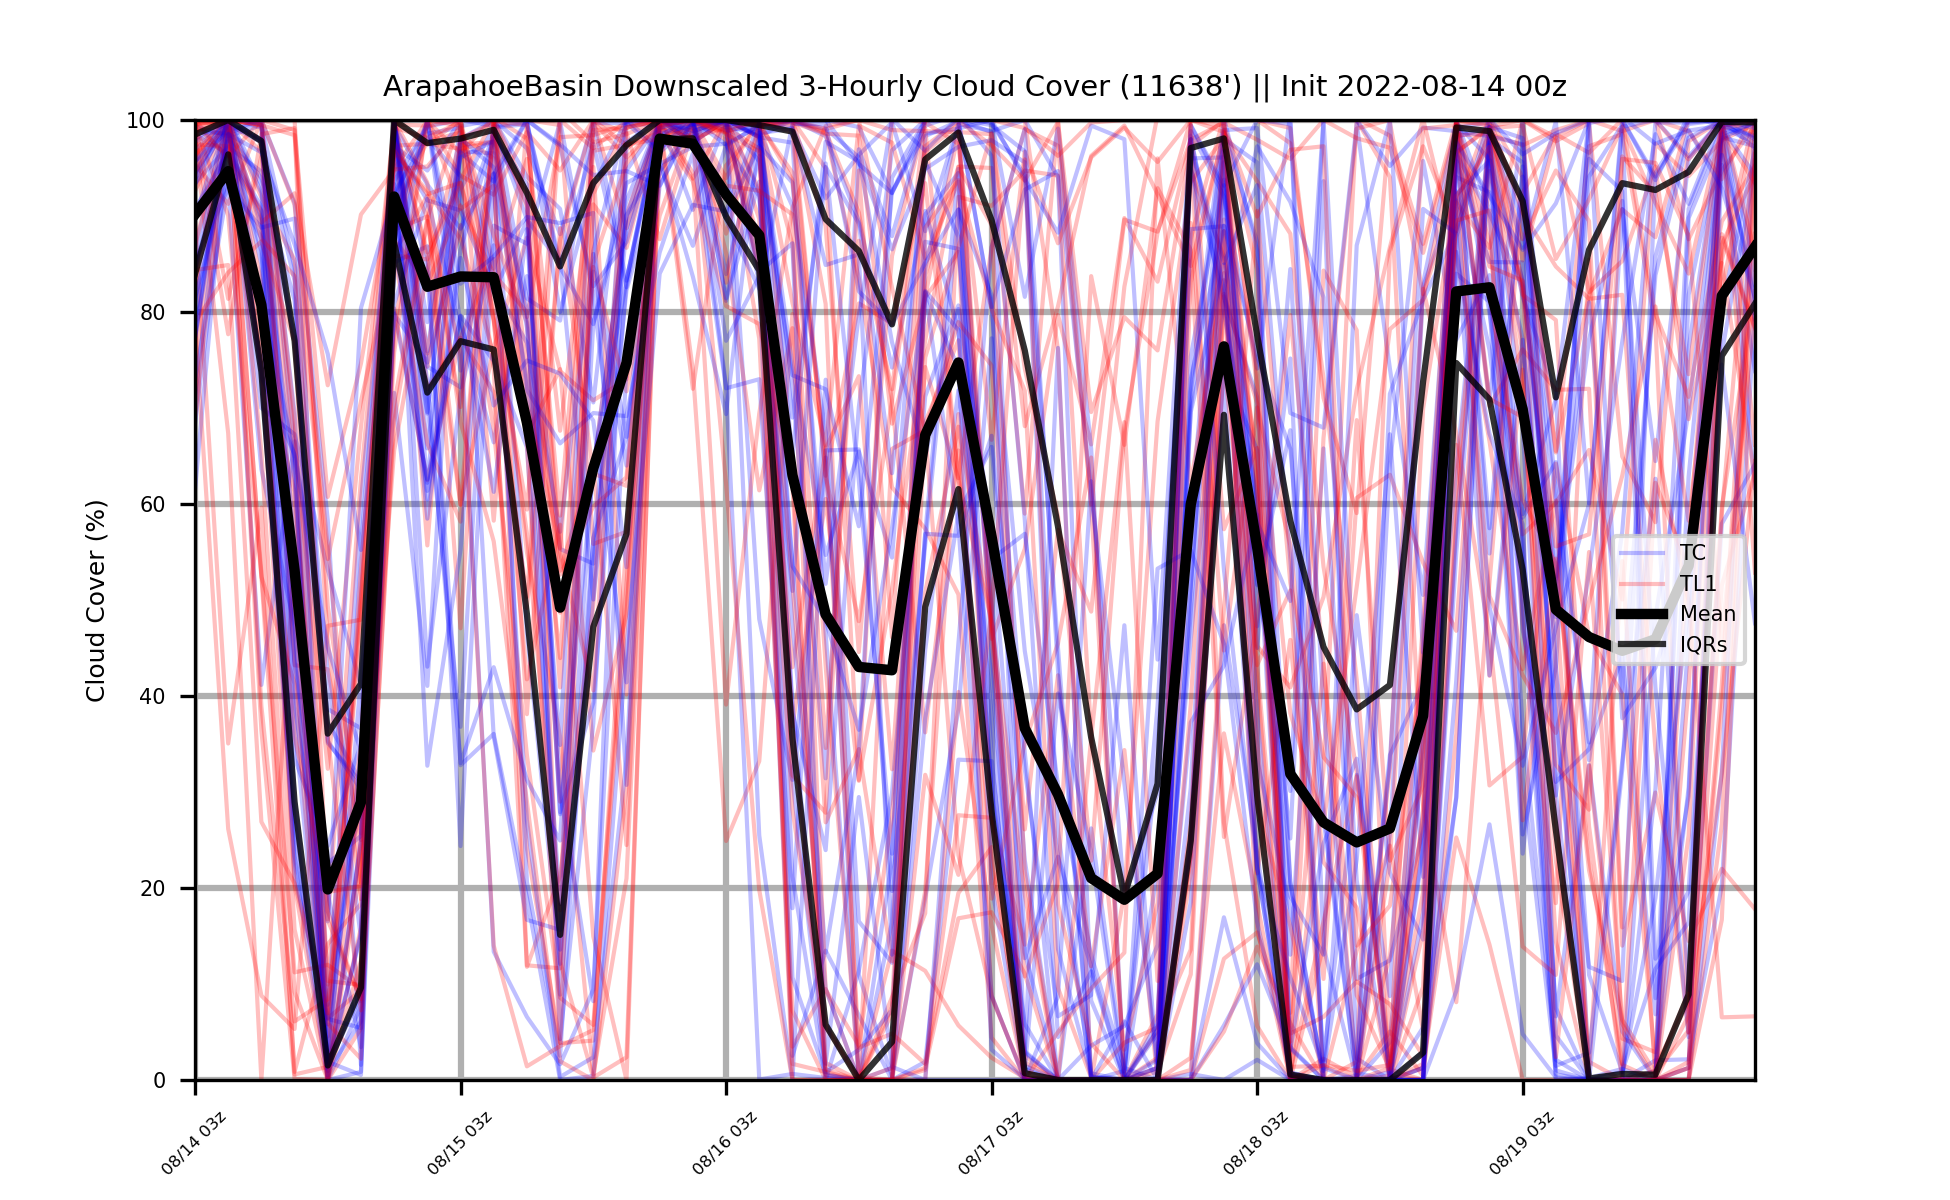 ArapahoeBasin Downscaled 3-Hourly Cloud Cover (11638') || Init 2022-08-14 00z
Cloud Cover (%)
100
80
60
40
20
0
TC
TL1
Mean
IQRs
08/14 03z
08/15 03z
08/16 03z
08/17 03z
08/18 03z
08/19 03z